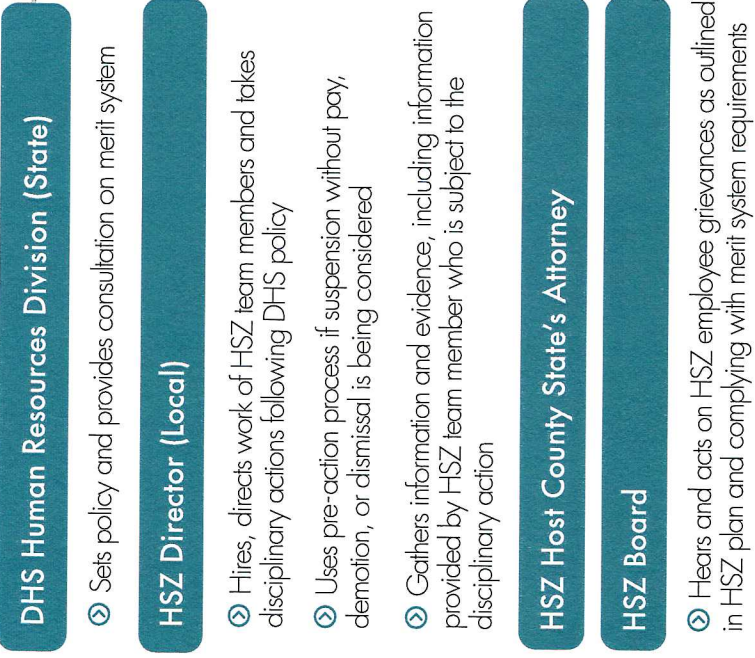 DHS Human Resources Division (State)
Sets policy and provides consultation on merit system
HSZ Director (Local)
Hires, directs work of HSZ team members and takes
disciplinary actions following DHS policy
Uses pre-action process if suspension without pay,
demotion, or dismissal is being considered
Gathers information and evidence, including information
provided by HSZ team member who is subject to the
disciplinary action
HSZ Host County State's Attorney
HSZ Board
Hears and acts on HSZ employee grievances as outlined
in HSZ plan and complying with merit system requirements